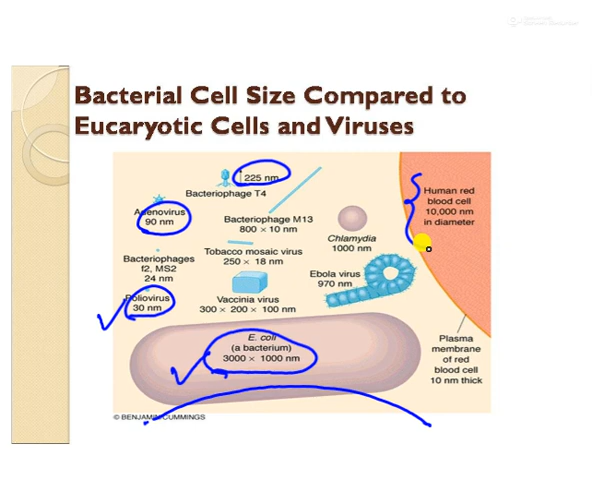 Bacterial Cell Size Compared to
Eucaryotic Cells and Viruses
225 nm
Bacteriophage T4
Adenovirus
90 nm
Bacteriophage M13
800 × 10 nm
Human red
blood cell
10,000 nm
in diameter
Chlamydia
1000 nm
Bacteriophages
f2, MS2
24 nm
Tobacco mosaic virus
250 × 18 nm
Ebola virus
970 nm
Poliovirus
30 nm
Vaccinia virus
300 × 200 × 100 nm
E. coli
(a bacterium)
3000 × 1000 nm
Plasma
membrane
of red
blood cell
10 nm thick
© BENJAMIN CUMMINGS